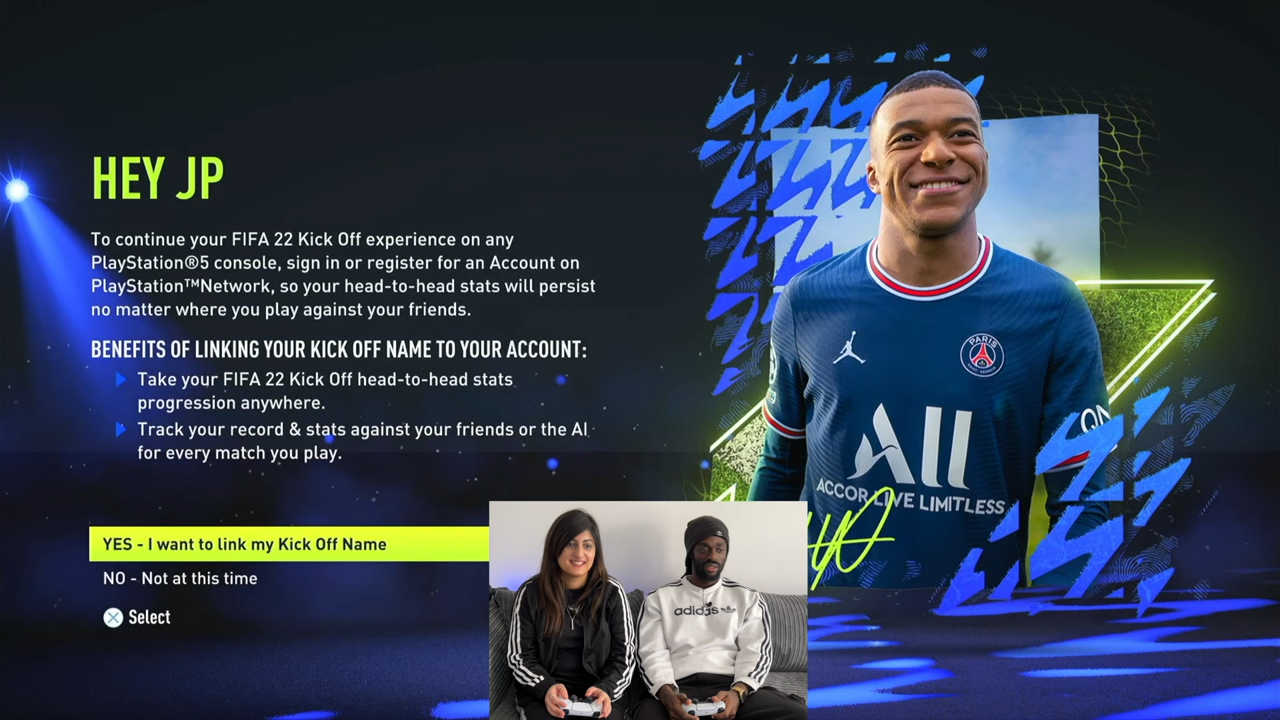 HEY JP
To continue your FIFA 22 Kick Off experience on any
PlayStation®5 console, sign in or register for an Account on
PlayStation™Network, so your head-to-head stats will persist
no matter where you play against your friends.
BENEFITS OF LINKING YOUR KICK OFF NAME TO YOUR ACCOUNT:
Take your FIFA 22 Kick Off head-to-head stats
progression anywhere.
Track your record & stats against your friends or the AI
for every match you play.
YES - I want to link my Kick Off Name
NO - Not at this time
Select
PARIS
ALL
ACCOR LIVE LIMITLESS
adidas